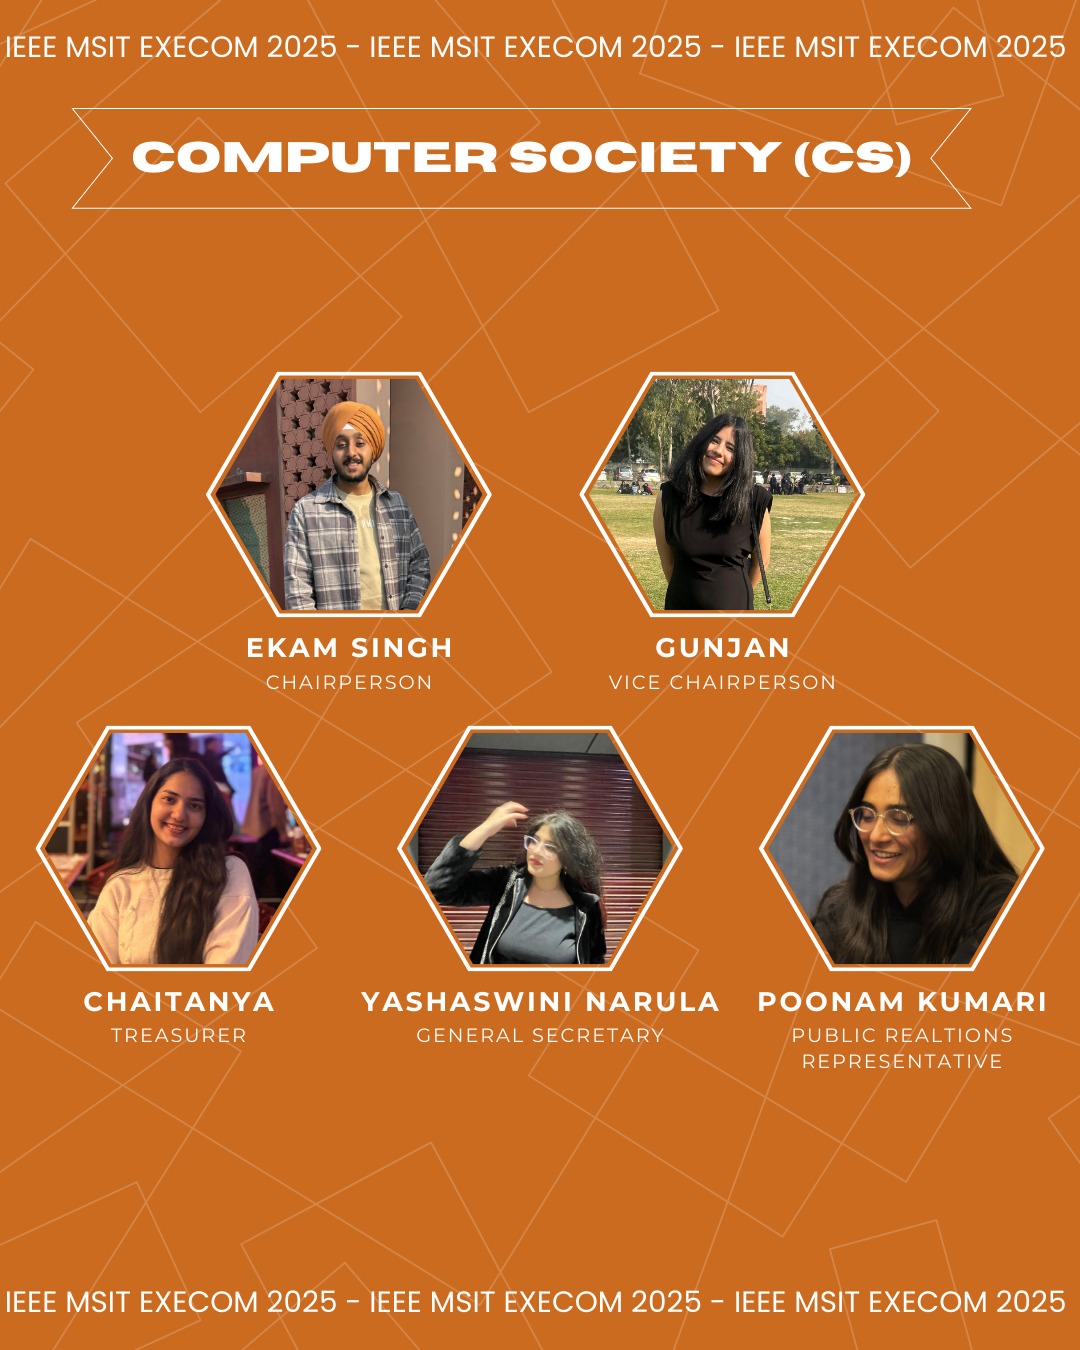 IEEE MSIT EXECOM 2025 - IEEE MSIT EXECOM 2025 - IEEE MSIT EXECOM 2025
COMPUTER SOCIETY (CS)
EKAM SINGH
CHAIRPERSON
GUNJAN
VICE CHAIRPERSON
CHAITANYA
TREASURER
YASHASWINI NARULA
GENERAL SECRETARY
POONAM KUMARI
PUBLIC REALTIONS
REPRESENTATIVE
IEEE MSIT EXECOM 2025 - IEEE MSIT EXECOM 2025 - IEEE MSIT EXECOM 2025